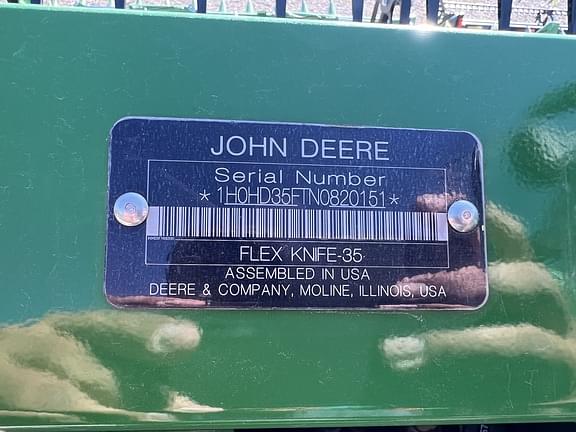 JOHN DEERE
Serial Number
*1H0HD35FTN0820151*
FLEX KNIFE-35
ASSEMBLED IN USA
DEERE & COMPANY, MOLINE, ILLINOIS, USA